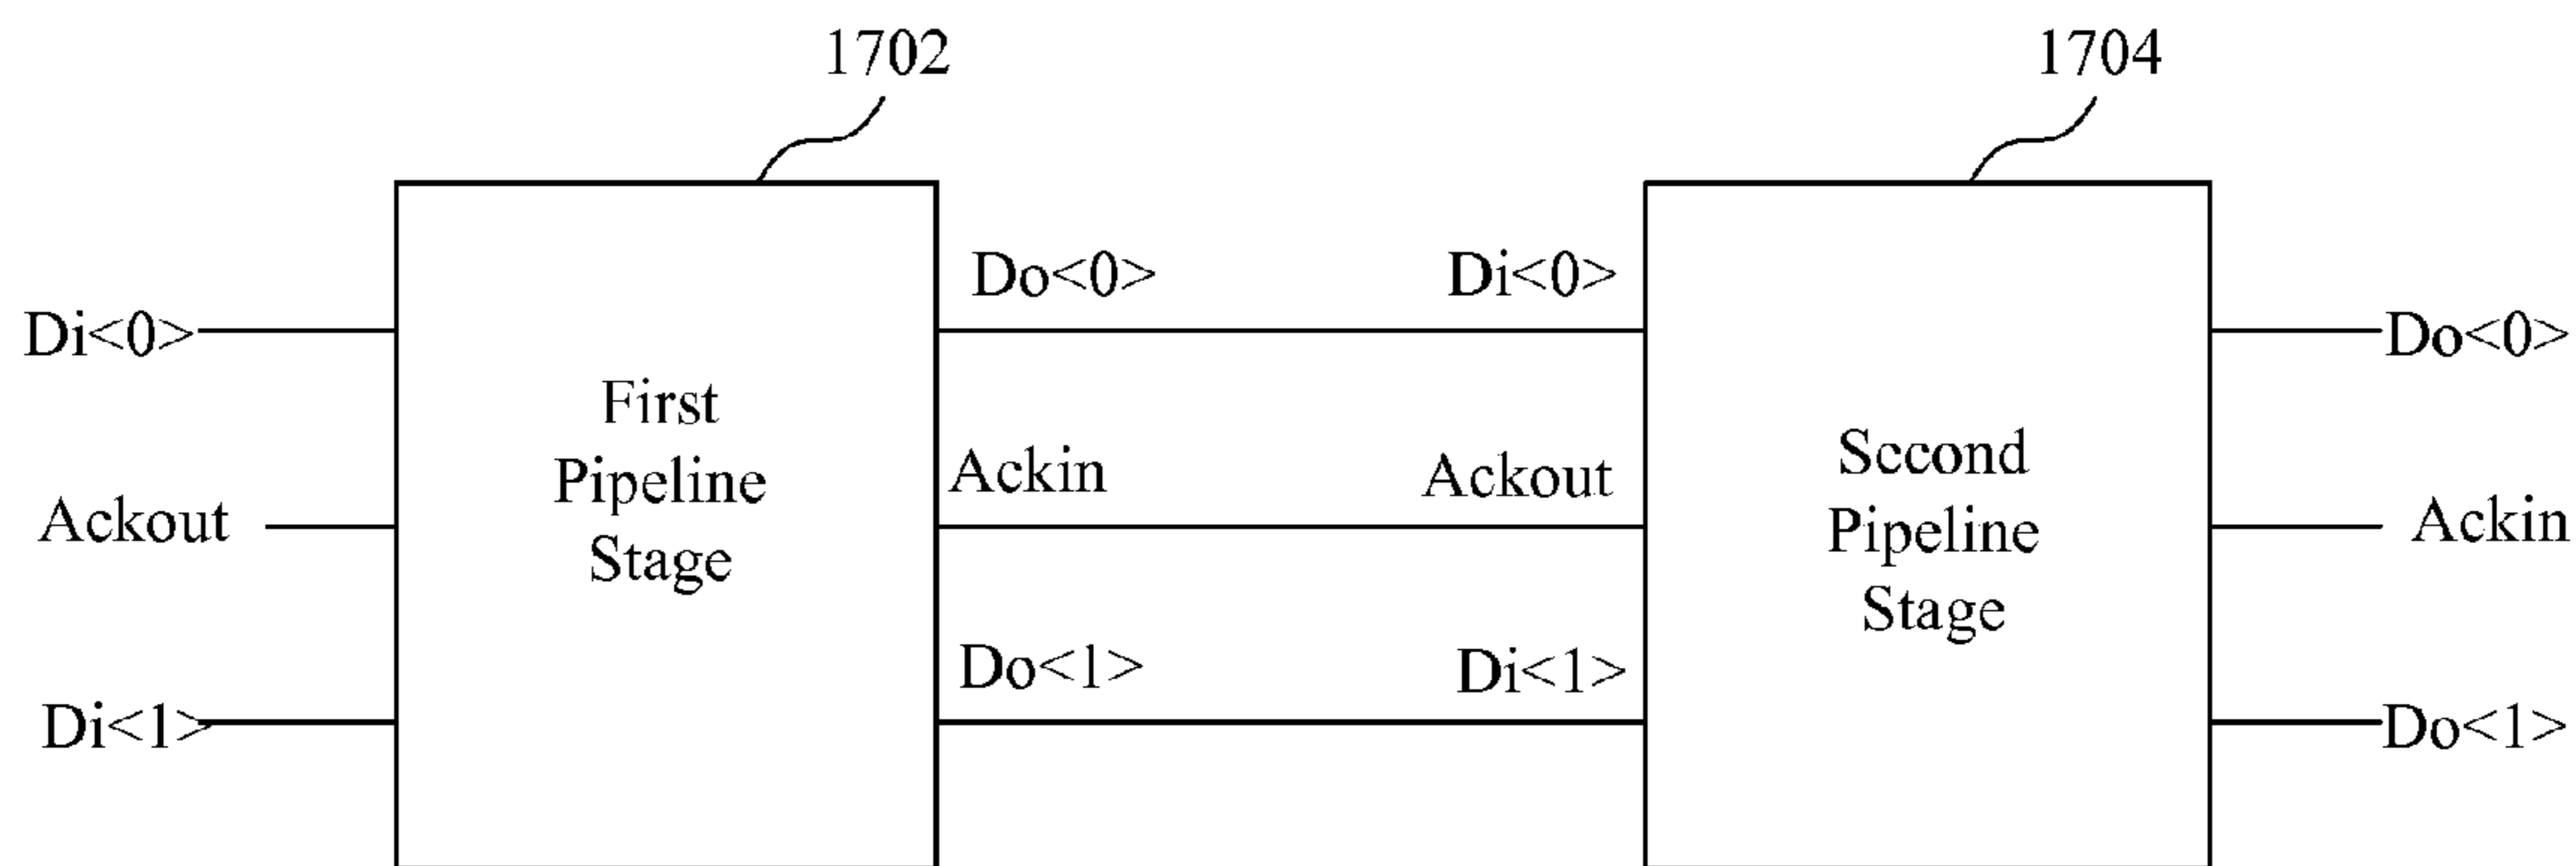 1702
1704
Do<0>
Di<0>
Di<0>
Do<0>
First
Pipeline
Stage
Sccond
Pipeline
Stage
Ackin
Ackout
Ackout
Ackin
Do<1>
Di<1>
Di<1>
Do<1>